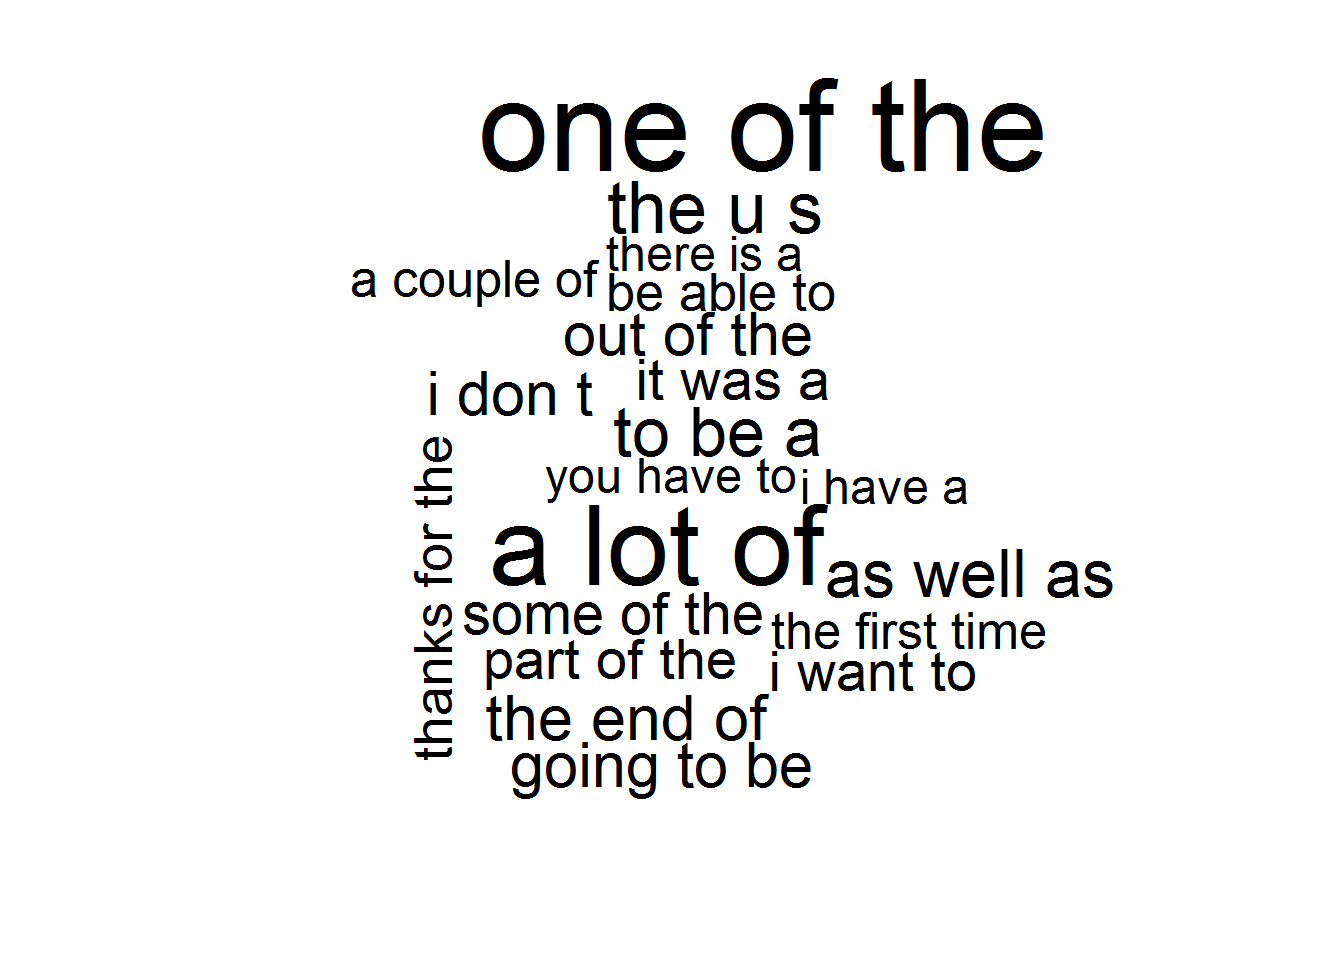 one of the
the u s
there is a
a couple of
be able to
out of the
it was a
i don t
to be a
thanks for the
you have to
i have a
a lot of
as well as
some of the
the first time
part of the
i want to
the end of
going to be